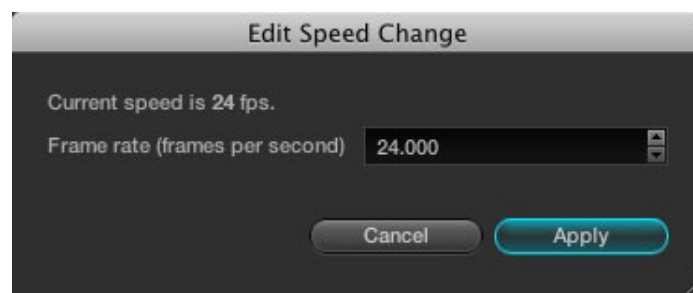 Edit Speed Change
Current speed is 24 fps.
Frame rate (frames per second) 24.000
Cancel Apply